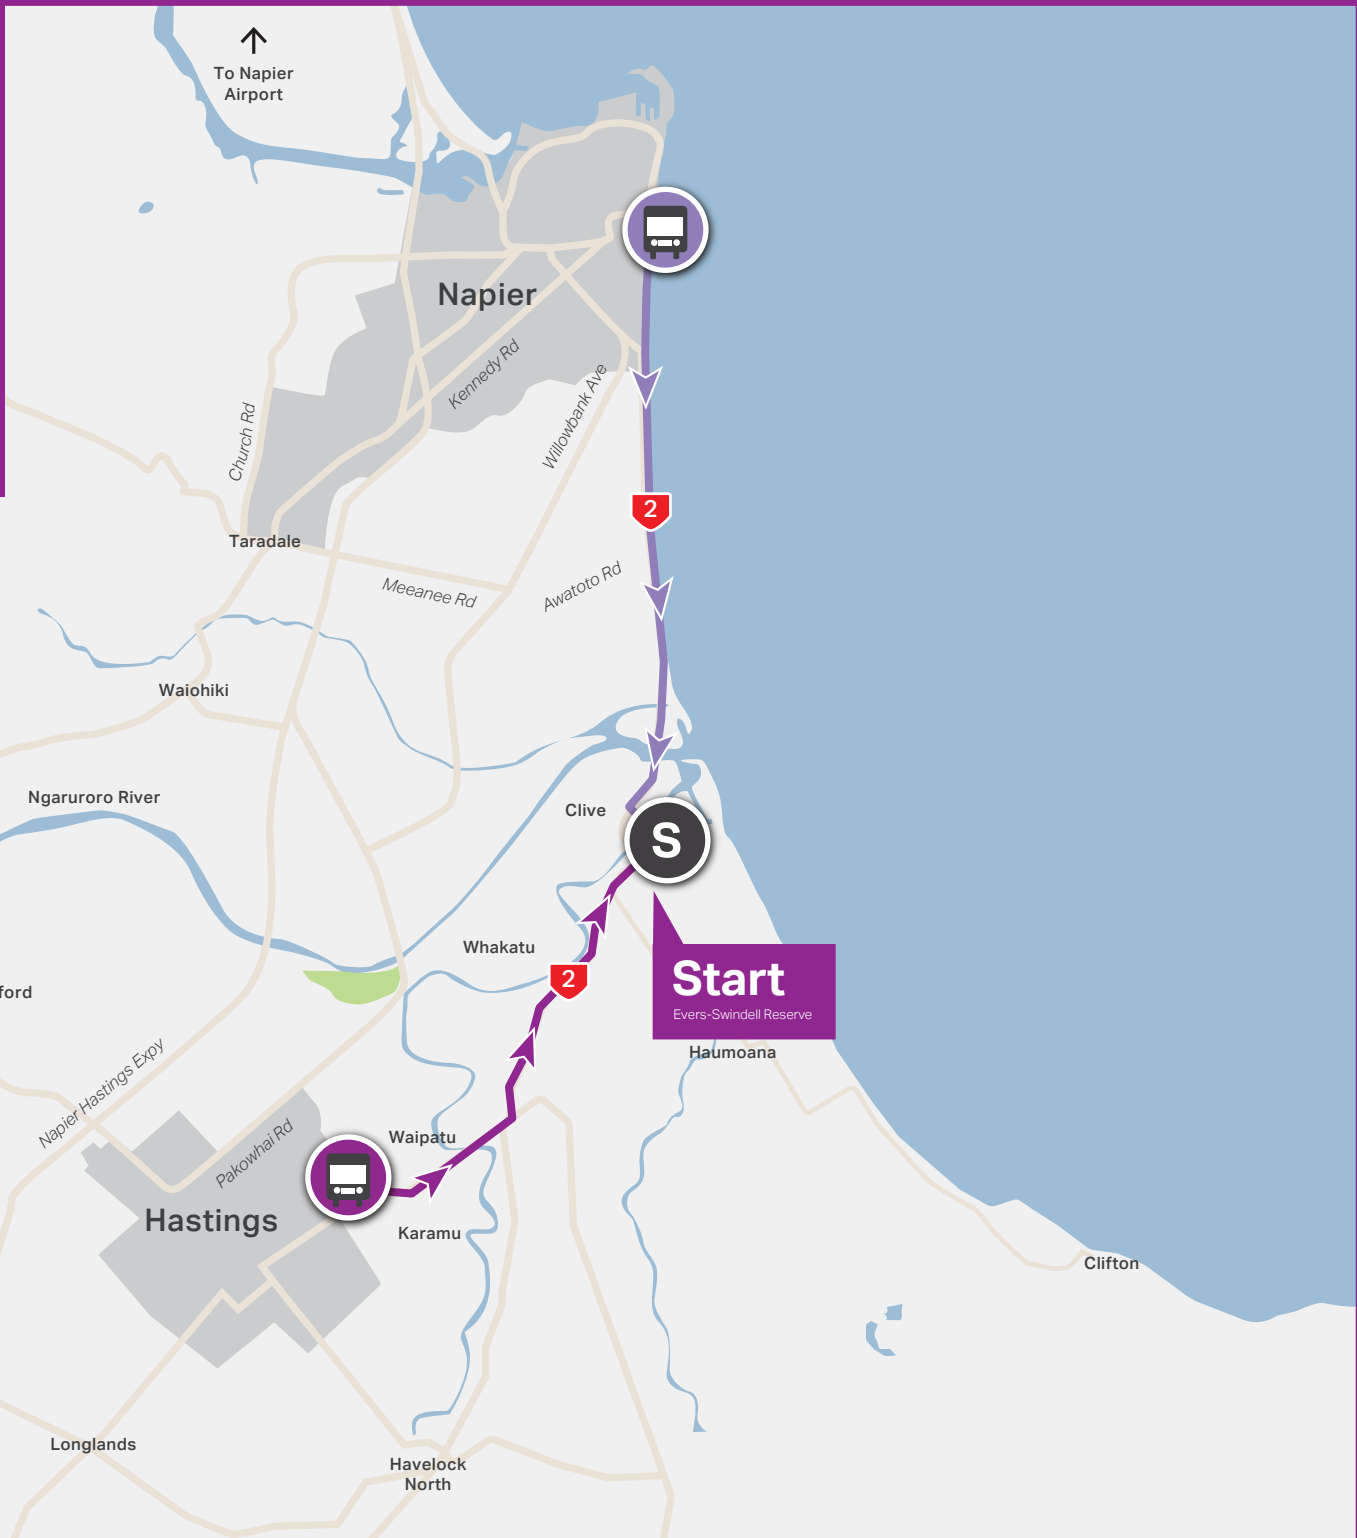 To Napier
Airport
Napier
Kennedy Rd
Willowbank Ave
Church Rd
2
Taradale
Meeanee Rd
Awatoto Rd
Waiohiki
Ngaruroro River
Clive
S
Whakatu
2
Start
Evers-Swindell Reserve
ford
Haumoana
Napier Hastings Expy
Pakowhai Rd
Waipatu
Hastings
Karamu
Clifton
Longlands
Havelock
North